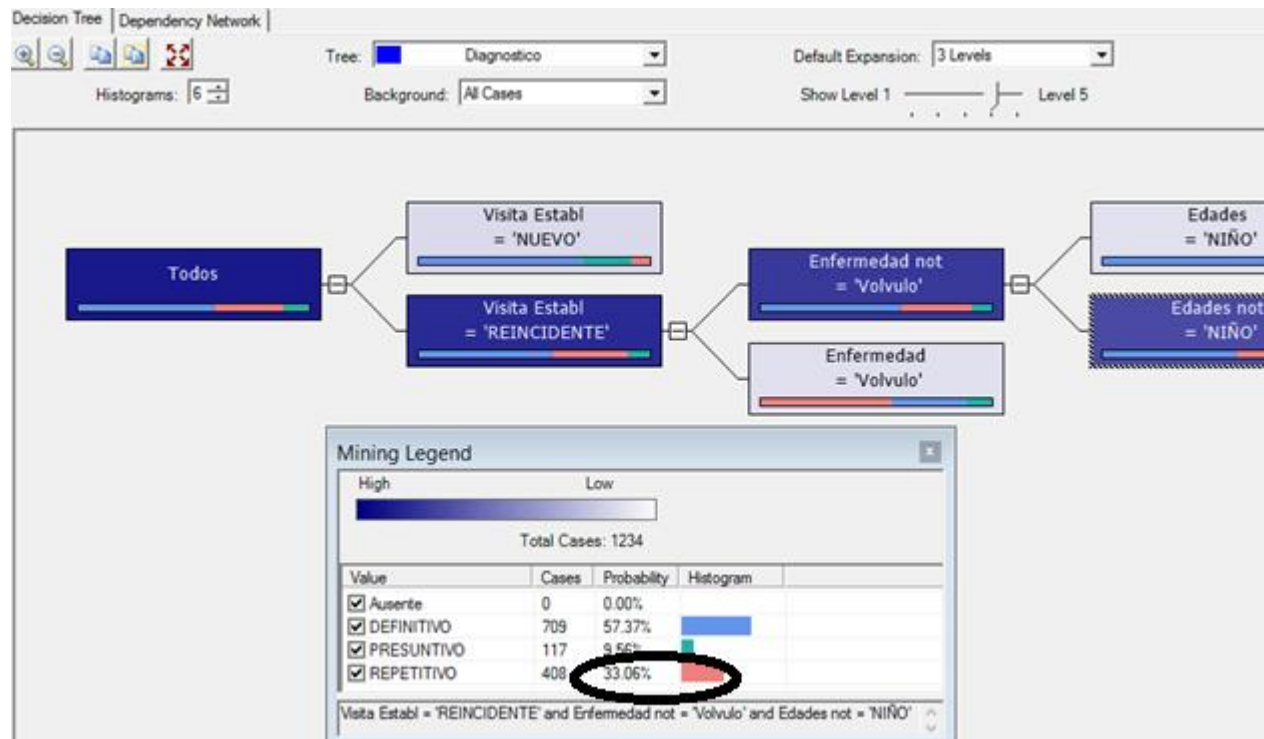 Decision Tree Dependency Network
Tree: Diagnostico Default Expansion: 3 Levels
Histograms: 6 Background: All Cases Show Level 1 Level 5
Todos
Visita Establ
= 'NUEVO'
Visita Establ
= 'REINCIDENTE'
Enfermedad not
= 'Volvulo'
Enfermedad
= 'Volvulo'
Edades
= 'NIÑO'
Edades not
= 'NIÑO'
Mining Legend
High Low
Total Cases: 1234
Value Cases Probability Histogram
Ausente 0 0.00%
DEFINITIVO 709 57.37%
PRESUNTIVO 117 9.56%
REPETITIVO 408 33.06%
Visita Establ = 'REINCIDENTE' and Enfermedad not = 'Volvulo' and Edades not = 'NIÑO'